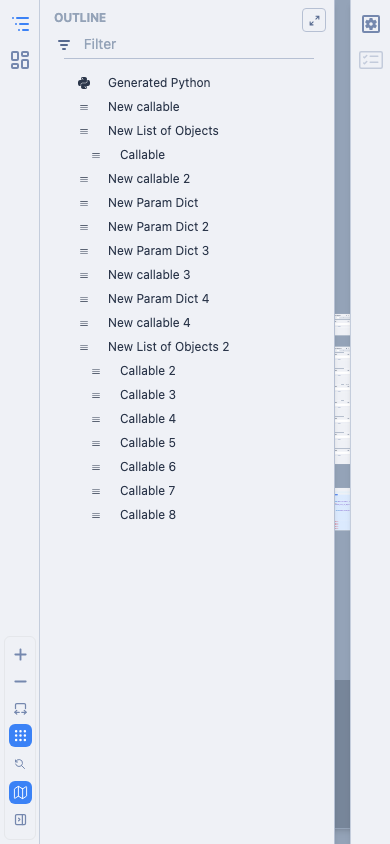 OUTLINE
Filter
Generated Python
New callable
New List of Objects
Callable
New callable 2
New Param Dict
New Param Dict 2
New Param Dict 3
New callable 3
New Param Dict 4
New callable 4
New List of Objects 2
Callable 2
Callable 3
Callable 4
Callable 5
Callable 6
Callable 7
Callable 8